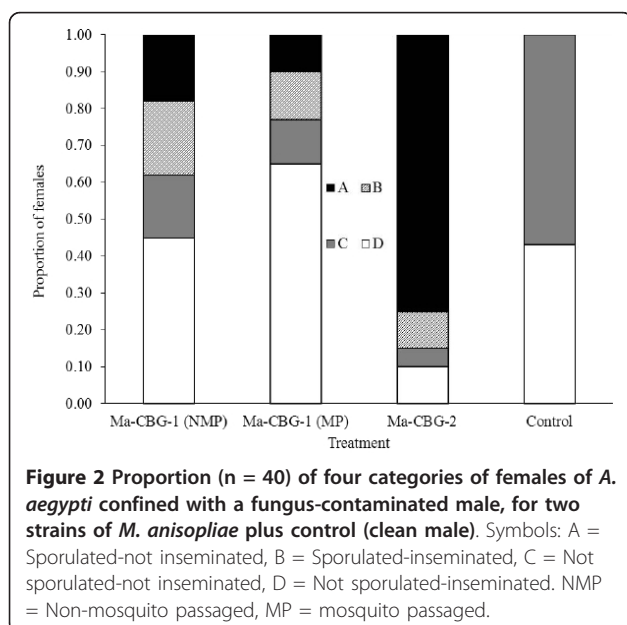 1.00
0.90
0.80
0.70
0.60
0.50
0.40
0.30
0.20
0.10
0.00
Proportion of females
A B
C D
Ma-CBG-1 (NMP) Ma-CBG-1 (MP) Ma-CBG-2 Control
Treatment
Figure 2 Proportion (n = 40) of four categories of females of A.
aegypti confined with a fungus-contaminated male, for two
strains of M. anisopliae plus control (clean male). Symbols: A =
Sporulated-not inseminated, B = Sporulated-inseminated, C = Not
sporulated-not inseminated, D = Not sporulated-inseminated. NMP
= Non-mosquito passaged, MP = mosquito passaged.